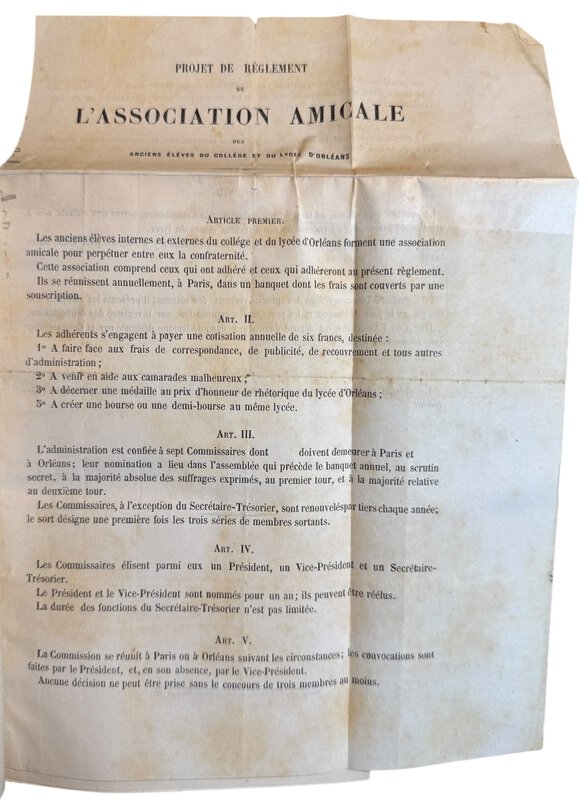 PROJET DE RÈGLEMENT
DE
L'ASSOCIATION AMICALE
DES
ANCIENS ÉLÈVES DU COLLÉGE ET DU LYCÉE D'ORLÉANS
ARTICLE PREMIER.
Les anciens élèves internes et externes du collége et du lycée d'Orléans forment une association
amicale pour perpétuer entre eux la confraternité.
Cette association comprend ceux qui ont adhéré et ceux qui adhéreront au présent règlement.
Ils se réunissent annuellement, à Paris, dans un banquet dont les frais sont couverts par une
souscription.
ART. II.
Les adhérents s'engagent à payer une cotisation annuelle de six francs, destinée :
1º A faire face aux frais de correspondance, de publicité, de recouvrement et tous autres
d'administration ;
2º A venir en aide aux camarades malheureux ;
3º A décerner une médaille au prix d'honneur de rhétorique du lycée d'Orléans ;
5º A créer une bourse ou une demi-bourse au même lycée.
ART. III.
L'administration est confiée à sept Commissaires dont doivent demeurer à Paris et
à Orléans; leur nomination a lieu dans l'assemblée qui précède le banquet annuel, au scrutin
secret, à la majorité absolue des suffrages exprimés, au premier tour, et à la majorité relative
au deuxième tour.
Les Commissaires, à l'exception du Secrétaire-Trésorier, sont renouvelés par tiers chaque année;
le sort désigne une première fois les trois séries de membres sortants.
ART. IV.
Les Commissaires élisent parmi eux un Président, un Vice-Président et un Secrétaire-
Trésorier.
Le Président et le Vice-Président sont nommés pour un an; ils peuvent être réélus.
La durée des fonctions du Secrétaire-Trésorier n'est pas limitée.
ART. V.
La Commission se réunit à Paris ou à Orléans suivant les circonstances; les convocations sont
faites par le Président, et, en son absence, par le Vice-Président.
Aucune décision ne peut être prise sans le concours de trois membres au moins.